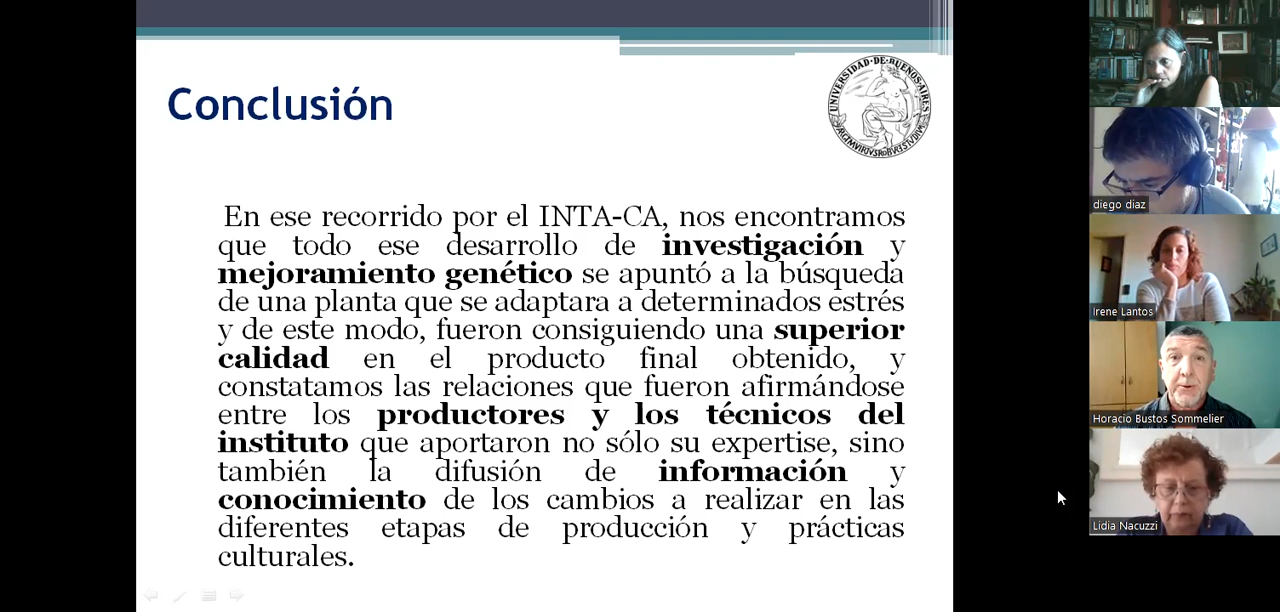 Conclusión
UNIVERSIDAD·DE·BUENOS·AIRES
En ese recorrido por el INTA-CA, nos encontramos
que todo ese desarrollo de investigación y
mejoramiento genético se apuntó a la búsqueda
de una planta que se adaptara a determinados estrés
y de este modo, fueron consiguiendo una superior
calidad en el producto final obtenido, y
constatamos las relaciones que fueron afirmándose
entre los productores y los técnicos del
instituto que aportaron no sólo su expertise, sino
también la difusión de información y
conocimiento de los cambios a realizar en las
diferentes etapas de producción y prácticas
culturales.
diego diaz
Irene Lantos
Horacio Bustos Sommelier
Lidia Nacuzzi